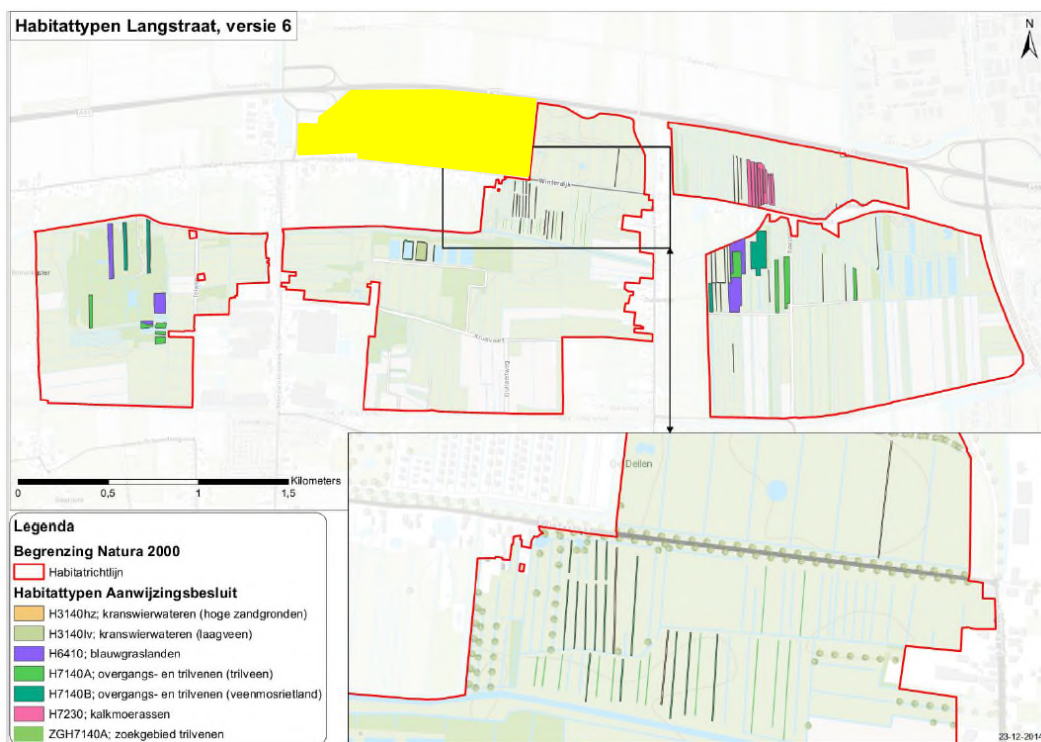 Habitattypen Langstraat, versie 6
N
Winterdijk
Kruisvaart
Kilometers
0
0,5
1
1,5
De Dellen
Legenda
Begrenzing Natura 2000
Habitatrichtlijn
Habitattypen Aanwijzingsbesluit
H3140hz; kranswierwateren (hoge zandgronden)
H3140lv; kranswierwateren (laagveen)
H6410; blauwgraslanden
H7140A; overgangs- en trilvenen (trilveen)
H7140B; overgangs- en trilvenen (veenmosrietland)
H7230; kalkmoerassen
ZGH7140A; zoekgebied trilvenen
23-12-2014